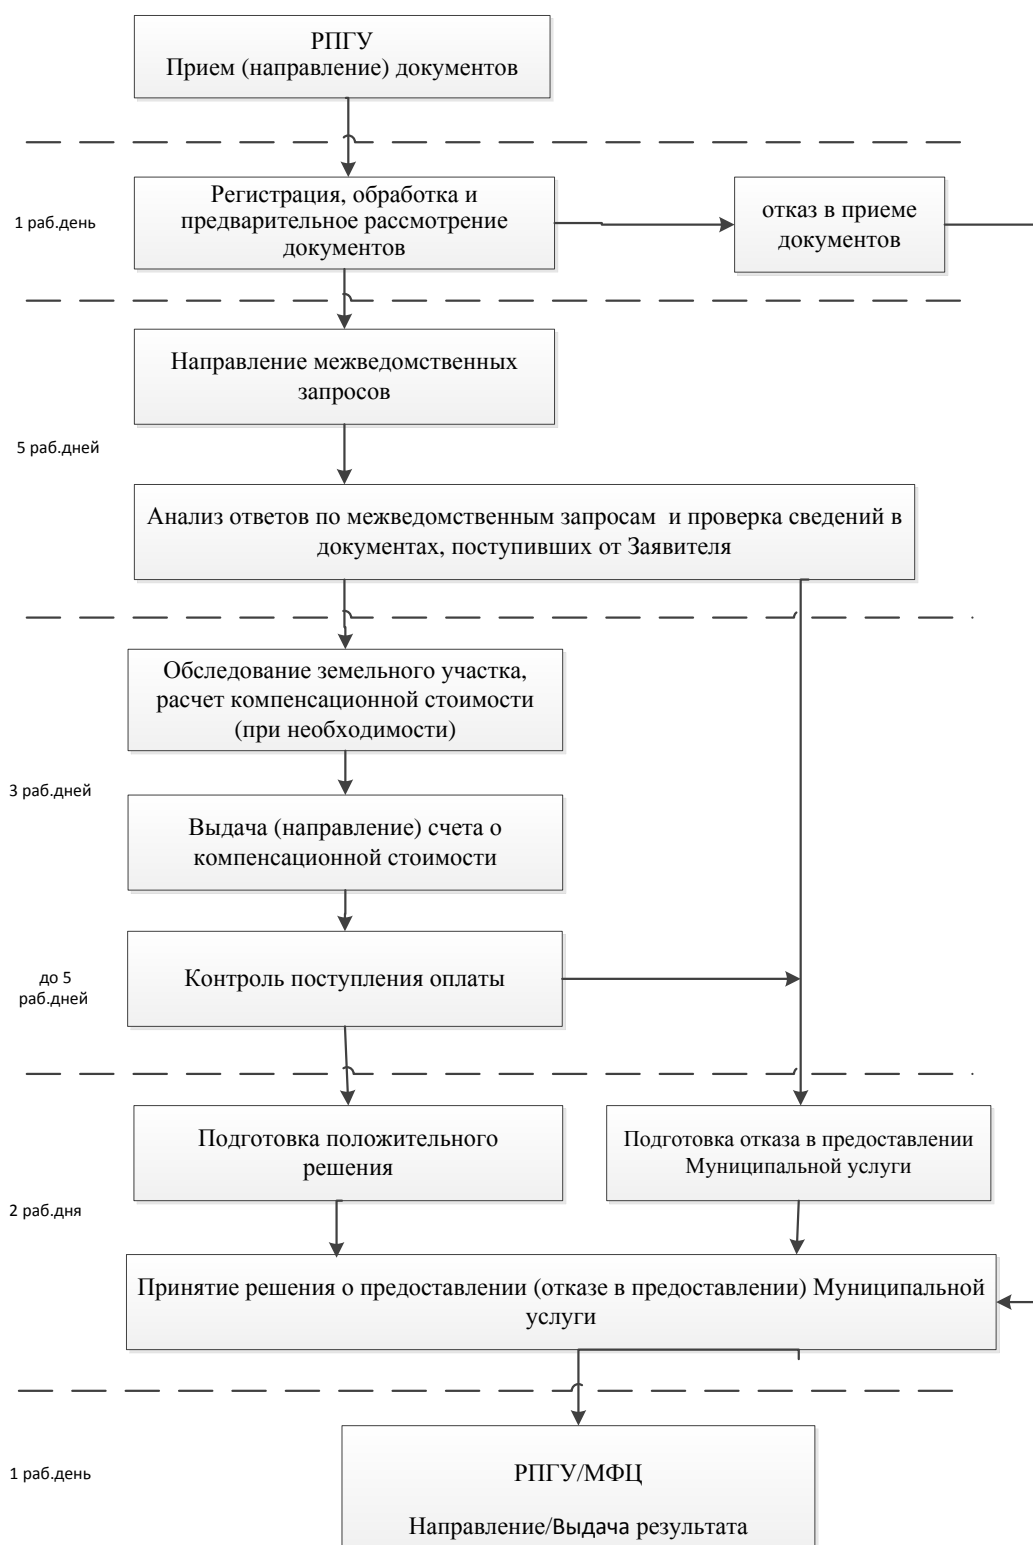 РПГУ
Прием (направление) документов
1 раб.день
Регистрация, обработка и
предварительное рассмотрение
документов
отказ в приеме
документов
Направление межведомственных
запросов
5 раб.дней
Анализ ответов по межведомственным запросам и проверка сведений в
документах, поступивших от Заявителя
Обследование земельного участка,
расчет компенсационной стоимости
(при необходимости)
3 раб.дней
Выдача (направление) счета о
компенсационной стоимости
до 5
раб.дней
Контроль поступления оплаты
Подготовка положительного
решения
Подготовка отказа в предоставлении
Муниципальной услуги
2 раб.дня
Принятие решения о предоставлении (отказе в предоставлении) Муниципальной
услуги
1 раб.день
РПГУ/МФЦ
Направление/Выдача результата